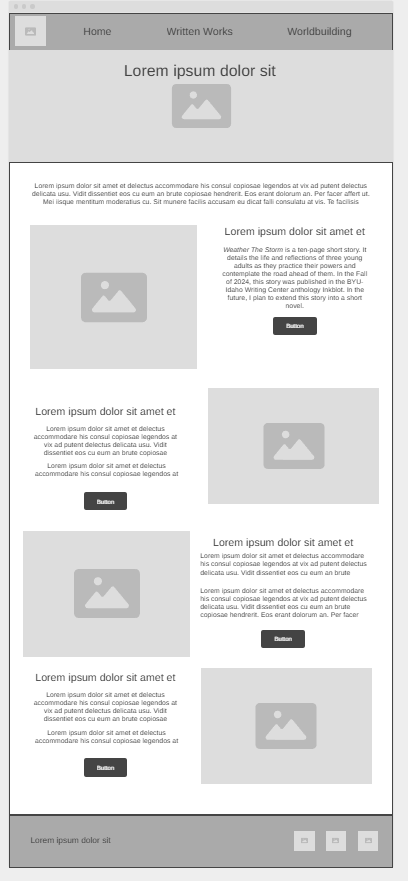 Home Written Works Worldbuilding
Lorem ipsum dolor sit
Lorem ipsum dolor sit amet et delectus accommodare his consul copiosae legendos at vix ad putent delectus
delicata usu. Vidit dissentiet eos cu eum an brute copiosae hendrerit. Eos erant dolorum an. Per facer affert ut.
Mei iisque mentitum moderatius cu. Sit munere facilis accusam eu dicat falli consulatu at vis. Te facilisis
Lorem ipsum dolor sit amet et
Weather The Storm is a ten-page short story. It
details the life and reflections of three young
adults as they practice their powers and
contemplate the road ahead of them. In the Fall
of 2024, this story was published in the BYU-
Idaho Writing Center anthology Inkblot. In the
future, I plan to extend this story into a short
novel.
Button
Lorem ipsum dolor sit amet et
Lorem ipsum dolor sit amet et delectus
accommodare his consul copiosae legendos at
vix ad putent delectus delicata usu. Vidit
dissentiet eos cu eum an brute copiosae
Lorem ipsum dolor sit amet et delectus
accommodare his consul copiosae legendos at
Button
Lorem ipsum dolor sit amet et
Lorem ipsum dolor sit amet et delectus accommodare
his consul copiosae legendos at vix ad putent delectus
delicata usu. Vidit dissentiet eos cu eum an brute
Lorem ipsum dolor sit amet et delectus accommodare
his consul copiosae legendos at vix ad putent delectus
delicata usu. Vidit dissentiet eos cu eum an brute
copiosae hendrerit. Eos erant dolorum an. Per facer
Button
Lorem ipsum dolor sit amet et
Lorem ipsum dolor sit amet et delectus
accommodare his consul copiosae legendos at
vix ad putent delectus delicata usu. Vidit
dissentiet eos cu eum an brute copiosae
Lorem ipsum dolor sit amet et delectus
accommodare his consul copiosae legendos at
Button
Lorem ipsum dolor sit